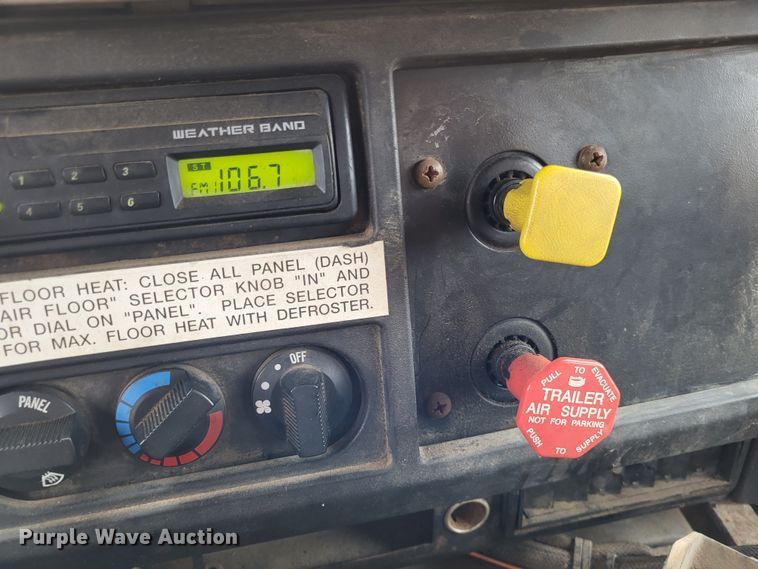 WEATHER BAND
ST
FM1 106.7
1 2 3
4 5 6
FLOOR HEAT: CLOSE ALL PANEL (DASH)
AIR FLOOR" SELECTOR KNOB "IN" AND
OR DIAL ON "PANEL". PLACE SELECTOR
FOR MAX. FLOOR HEAT WITH DEFROSTER.
PANEL
OFF
PULL TO EVACUATE
TRAILER
AIR SUPPLY
NOT FOR PARKING
PUSH TO SUPPLY
Purple Wave Auction